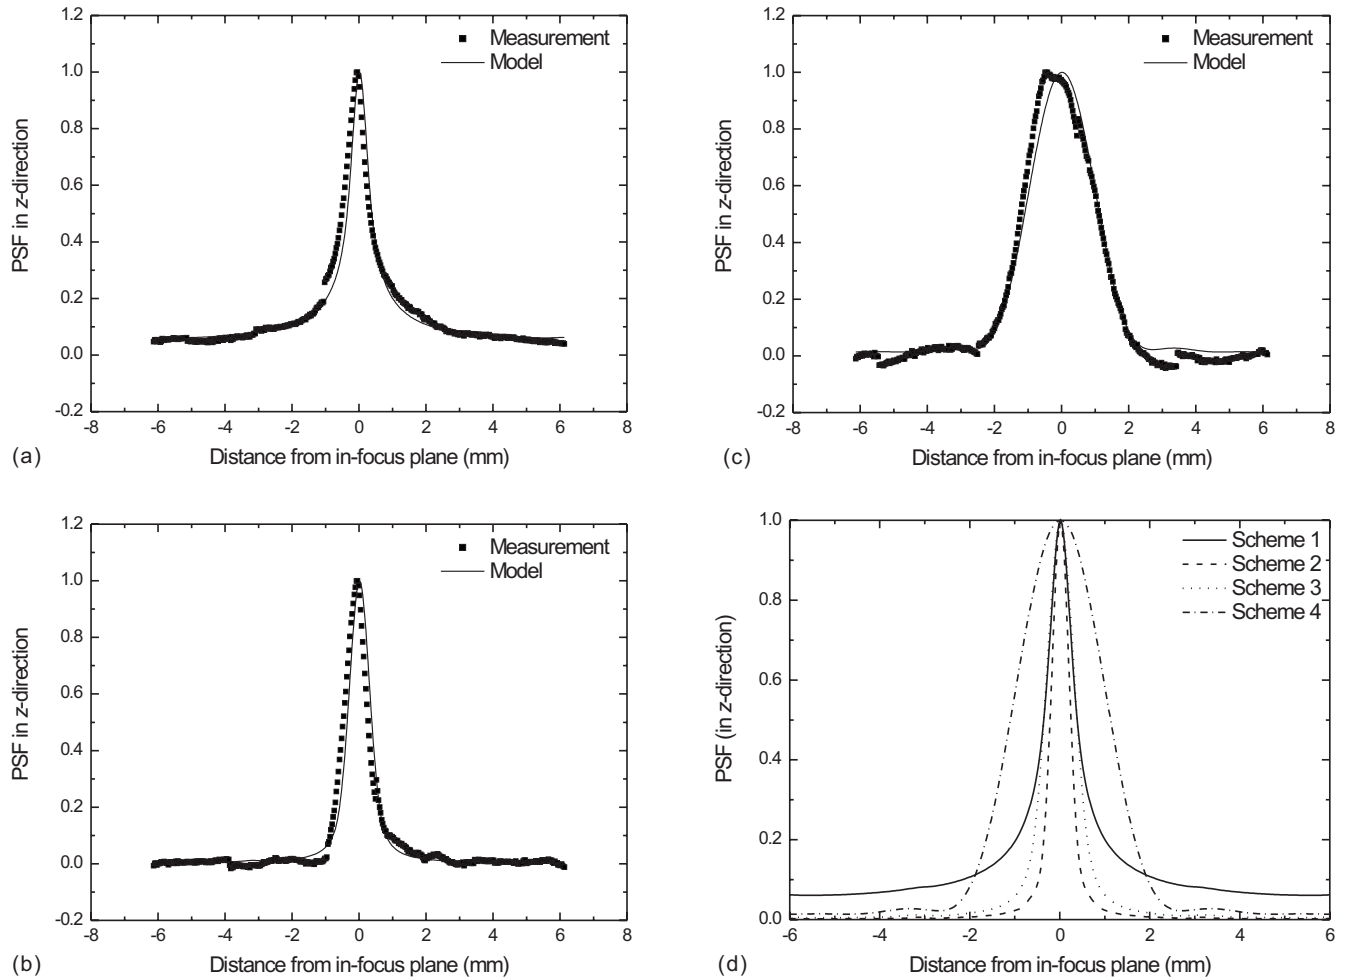 1.2
1.0
0.8
0.6
0.4
0.2
0.0
-0.2
-8 -6 -4 -2 0 2 4 6 8
PSF in z-direction
Measurement
Model
(a) Distance from in-focus plane (mm)
1.2
1.0
0.8
0.6
0.4
0.2
0.0
-0.2
-8 -6 -4 -2 0 2 4 6 8
PSF in z-direction
Measurement
Model
(c) Distance from in-focus plane (mm)
1.2
1.0
0.8
0.6
0.4
0.2
0.0
-0.2
-8 -6 -4 -2 0 2 4 6 8
PSF in z-direction
Measurement
Model
(b) Distance from in-focus plane (mm)
1.0
0.8
0.6
0.4
0.2
0.0
-6 -4 -2 0 2 4 6
PSF (in z-direction)
Scheme 1
Scheme 2
Scheme 3
Scheme 4
(d) Distance from in-focus plane (mm)